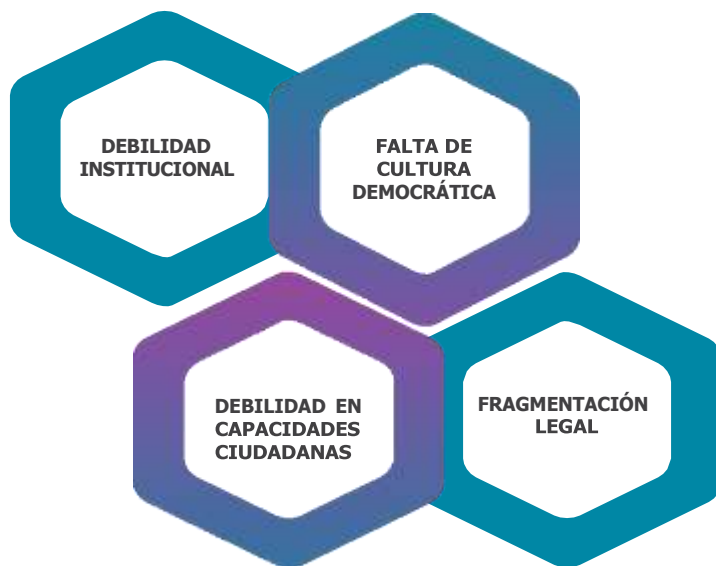 DEBILIDAD
INSTITUCIONAL
FALTA DE
CULTURA
DEMOCRÁTICA
DEBILIDAD EN
CAPACIDADES
CIUDADANAS
FRAGMENTACIÓN
LEGAL